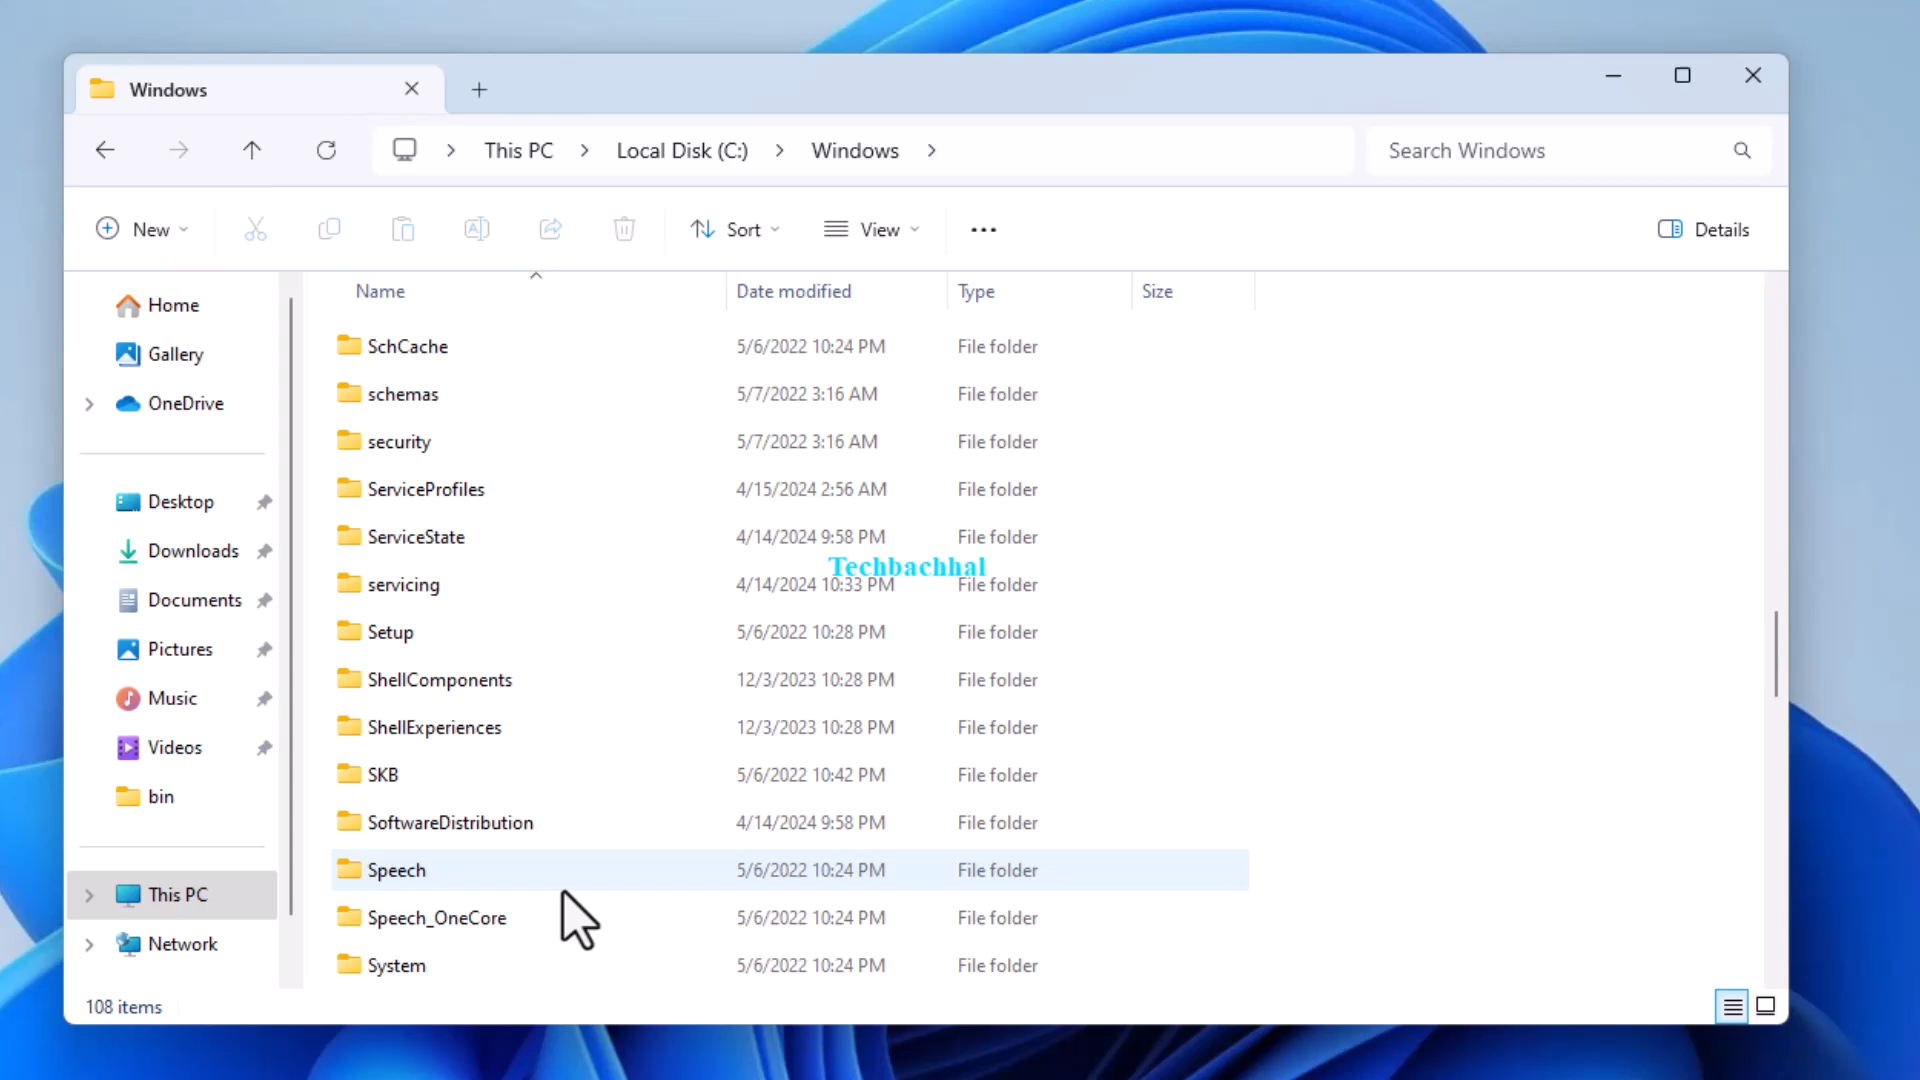 Windows
This PC
Local Disk (C:)
Windows
Search Windows
New
Sort
View
Details
Home
Gallery
OneDrive
Desktop
Downloads
Documents
Pictures
Music
Videos
bin
This PC
Network
Name Date modified Type Size
SchCache 5/6/2022 10:24 PM File folder
schemas 5/7/2022 3:16 AM File folder
security 5/7/2022 3:16 AM File folder
ServiceProfiles 4/15/2024 2:56 AM File folder
ServiceState 4/14/2024 9:58 PM File folder
Techbachhal
servicing 4/14/2024 10:33 PM File folder
Setup 5/6/2022 10:28 PM File folder
ShellComponents 12/3/2023 10:28 PM File folder
ShellExperiences 12/3/2023 10:28 PM File folder
SKB 5/6/2022 10:42 PM File folder
SoftwareDistribution 4/14/2024 9:58 PM File folder
Speech 5/6/2022 10:24 PM File folder
Speech_OneCore 5/6/2022 10:24 PM File folder
System 5/6/2022 10:24 PM File folder
108 items